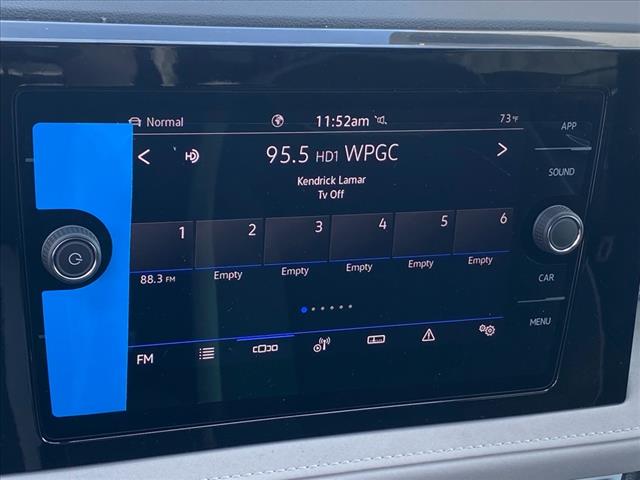 Normal 11:52am 73°F
APP
HD 95.5 HD1 WPGC
SOUND
Kendrick Lamar
Tv Off
1 2 3 4 5 6
88.3 FM Empty Empty Empty Empty Empty
CAR
MENU
FM